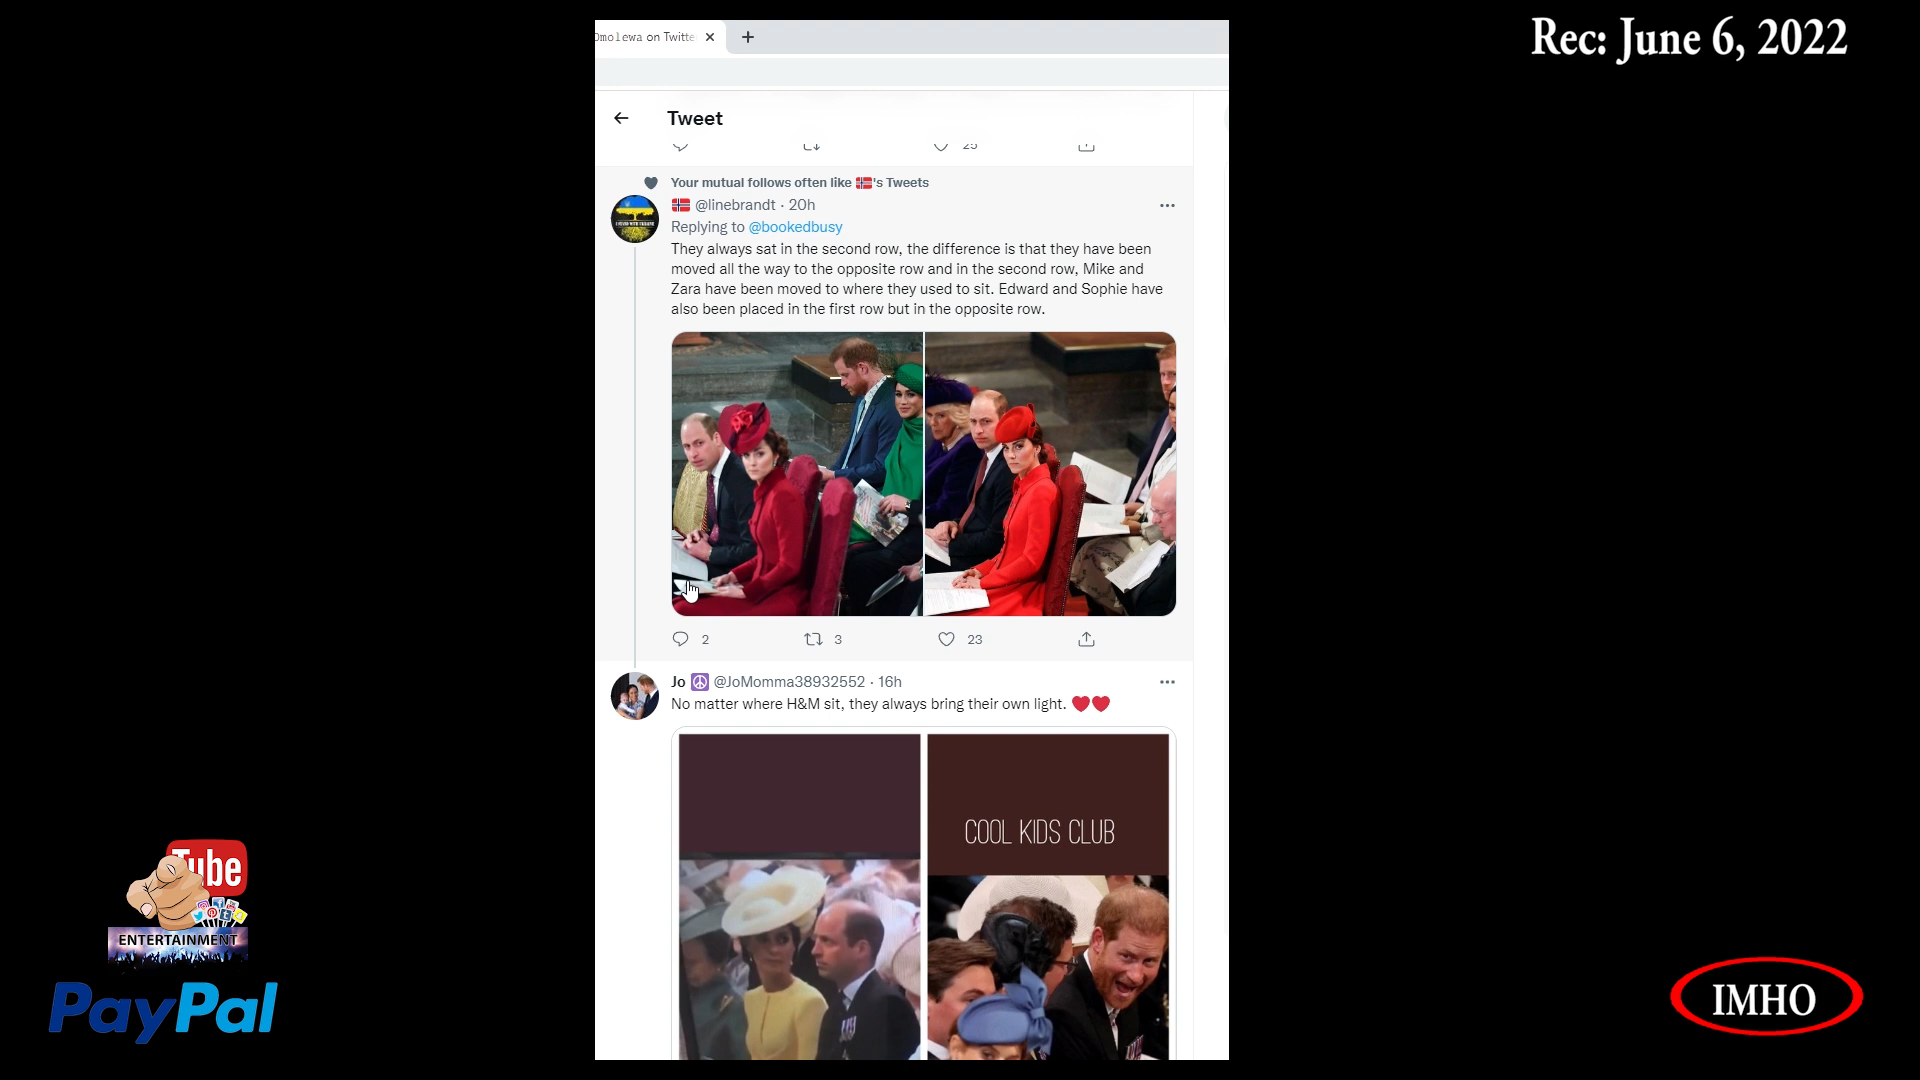 Omolewa on Twitte
Rec: June 6, 2022
Tweet
25
Your mutual follows often like 🇳🇴's Tweets
🇳🇴 @linebrandt · 20h
Replying to @bookedbusy
They always sat in the second row, the difference is that they have been
moved all the way to the opposite row and in the second row, Mike and
Zara have been moved to where they used to sit. Edward and Sophie have
also been placed in the first row but in the opposite row.
2 3 23
Jo ☮ @JoMomma38932552 · 16h
No matter where H&M sit, they always bring their own light. ❤❤
COOL KIDS CLUB
Tube
ENTERTAINMENT
PayPal
IMHO